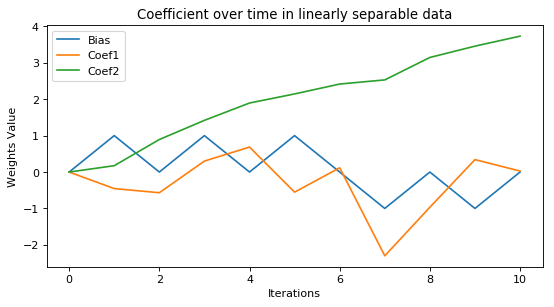 Coefficient over time in linearly separable data
Bias
Coef1
Coef2
4
3
2
1
0
−1
−2
Weights Value
0 2 4 6 8 10
Iterations